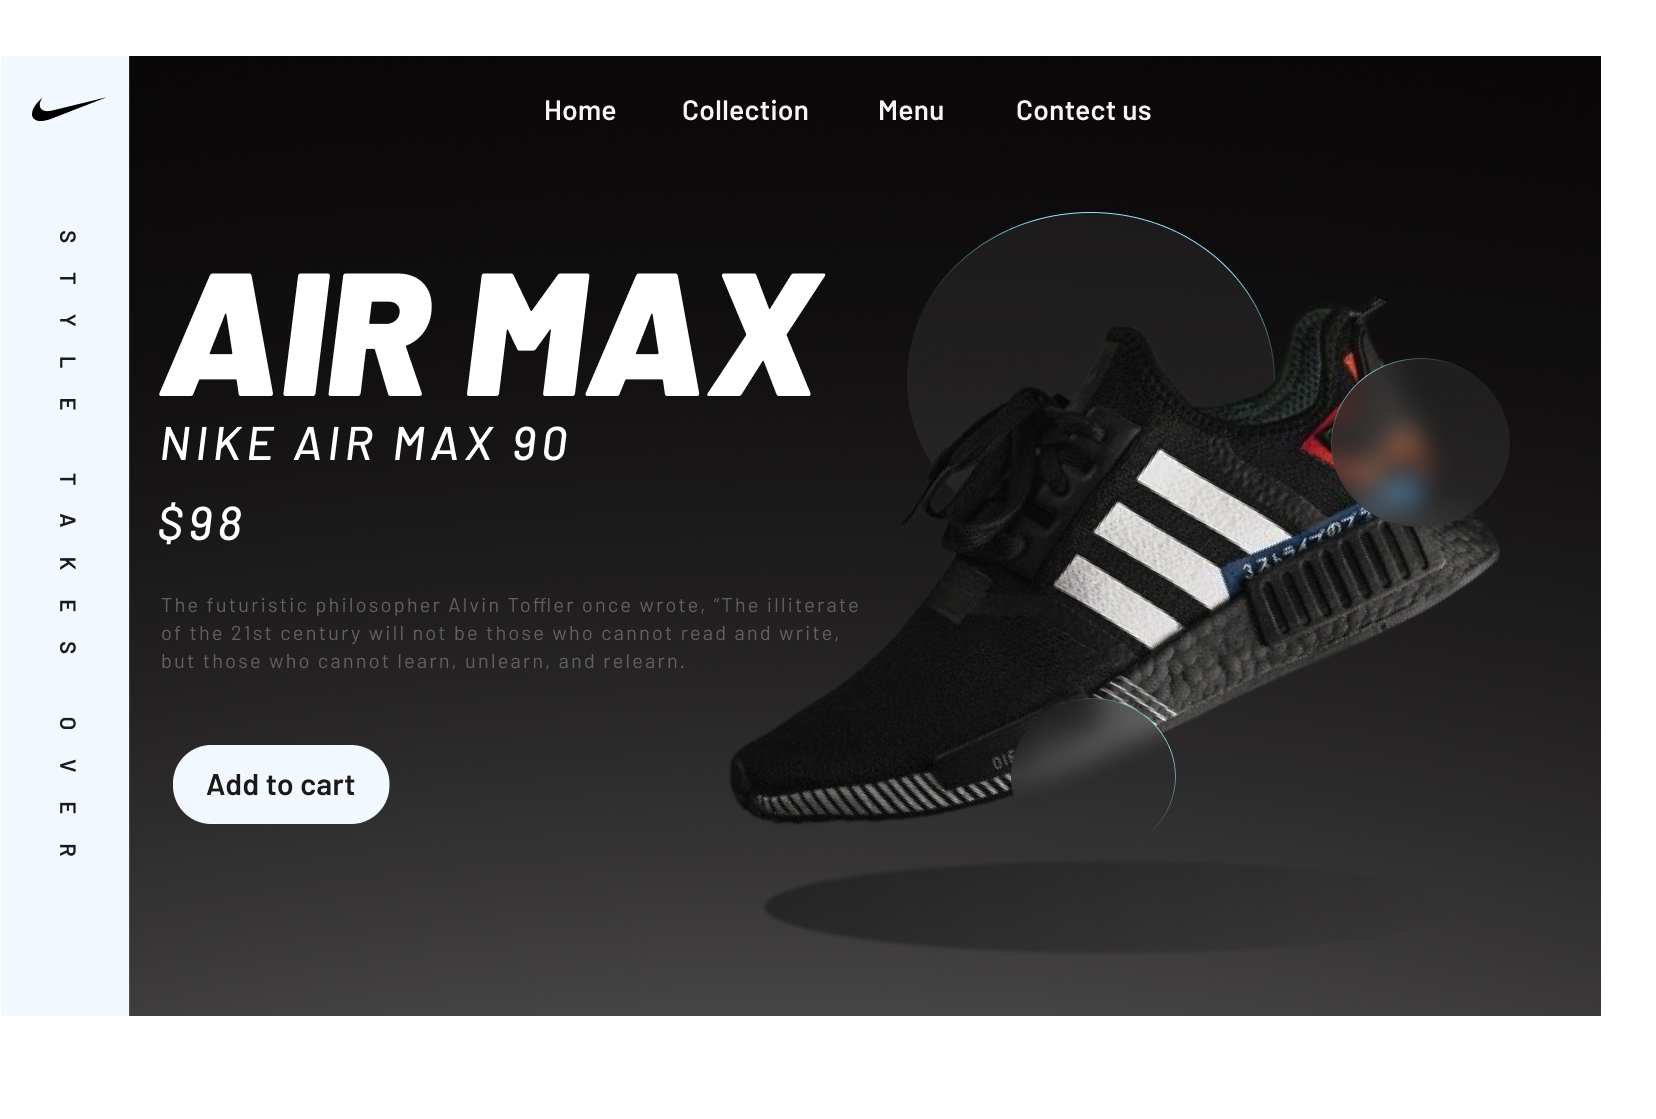 Home Collection Menu Contect us
STYLE TAKES OVER
AIR MAX
NIKE AIR MAX 90
$98
The futuristic philosopher Alvin Toffler once wrote, “The illiterate
of the 21st century will not be those who cannot read and write,
but those who cannot learn, unlearn, and relearn.
Add to cart